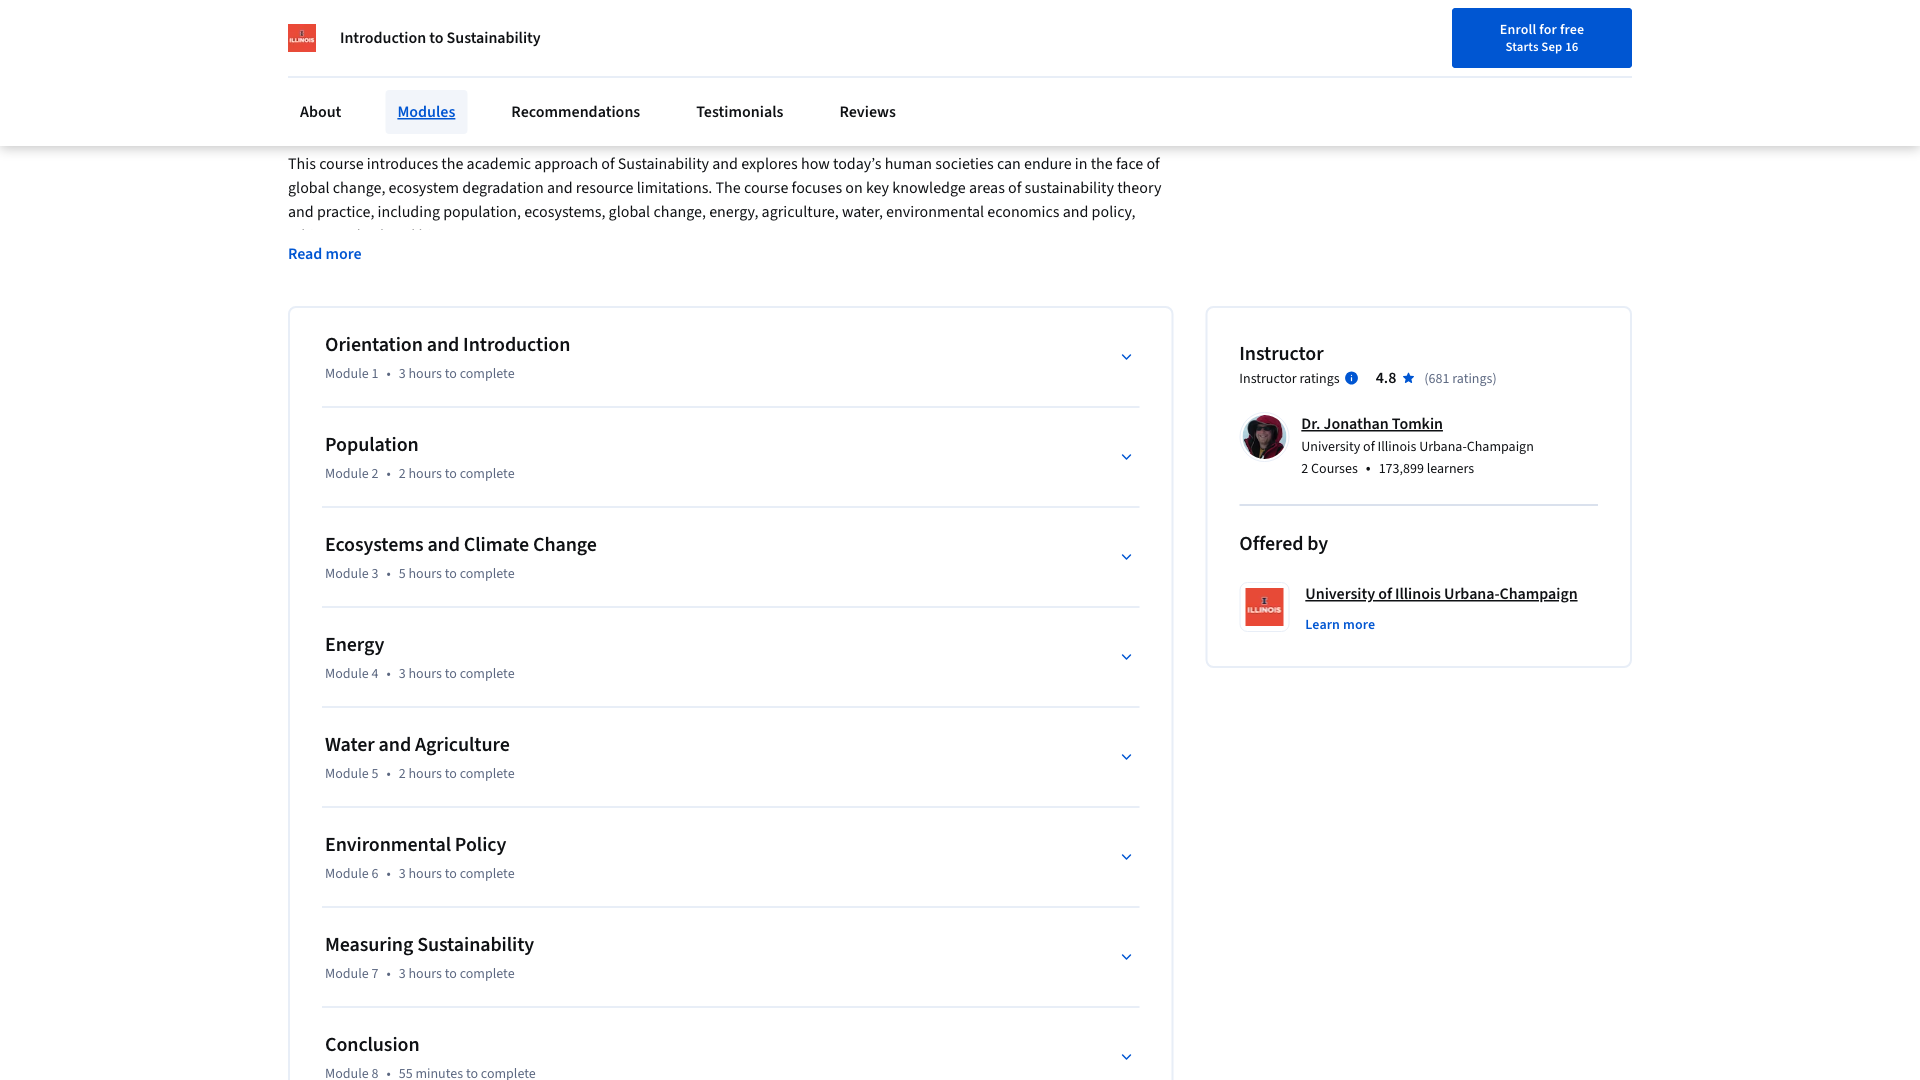 ILLINOIS
Introduction to Sustainability
Enroll for free
Starts Sep 16
About
Modules
Recommendations
Testimonials
Reviews
This course introduces the academic approach of Sustainability and explores how today’s human societies can endure in the face of
global change, ecosystem degradation and resource limitations. The course focuses on key knowledge areas of sustainability theory
and practice, including population, ecosystems, global change, energy, agriculture, water, environmental economics and policy,
Read more
Orientation and Introduction
Module 1 • 3 hours to complete
Population
Module 2 • 2 hours to complete
Ecosystems and Climate Change
Module 3 • 5 hours to complete
Energy
Module 4 • 3 hours to complete
Water and Agriculture
Module 5 • 2 hours to complete
Environmental Policy
Module 6 • 3 hours to complete
Measuring Sustainability
Module 7 • 3 hours to complete
Conclusion
Module 8 • 55 minutes to complete
Instructor
Instructor ratings 4.8 (681 ratings)
Dr. Jonathan Tomkin
University of Illinois Urbana-Champaign
2 Courses • 173,899 learners
Offered by
I
ILLINOIS
University of Illinois Urbana-Champaign
Learn more